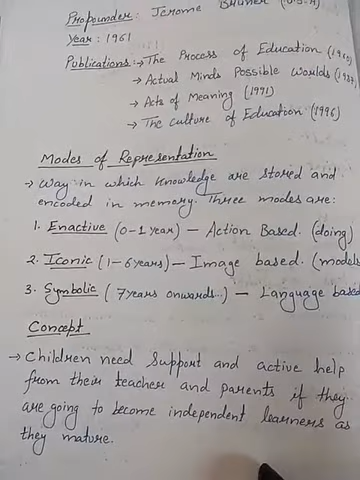 Propounder: Jerome Bruner (U.S.A)
Year: 1961
Publications:→ The Process of Education
→ Actual Minds Possible Worlds
→ Acts of Meaning (1991)
→ The Culture of Education (1996)
Modes of Representation
→ Way in which knowledge are stored and
encoded in memory. Three modes are:
1. Enactive (0-1 year) — Action Based. (doing)
2. Iconic (1-6 years) — Image based. (models
3. Symbolic (7 years onwards...) — Language based
Concept
→ Children need support and active help
from their teacher and parents if they
are going to become independent learners as
they mature.